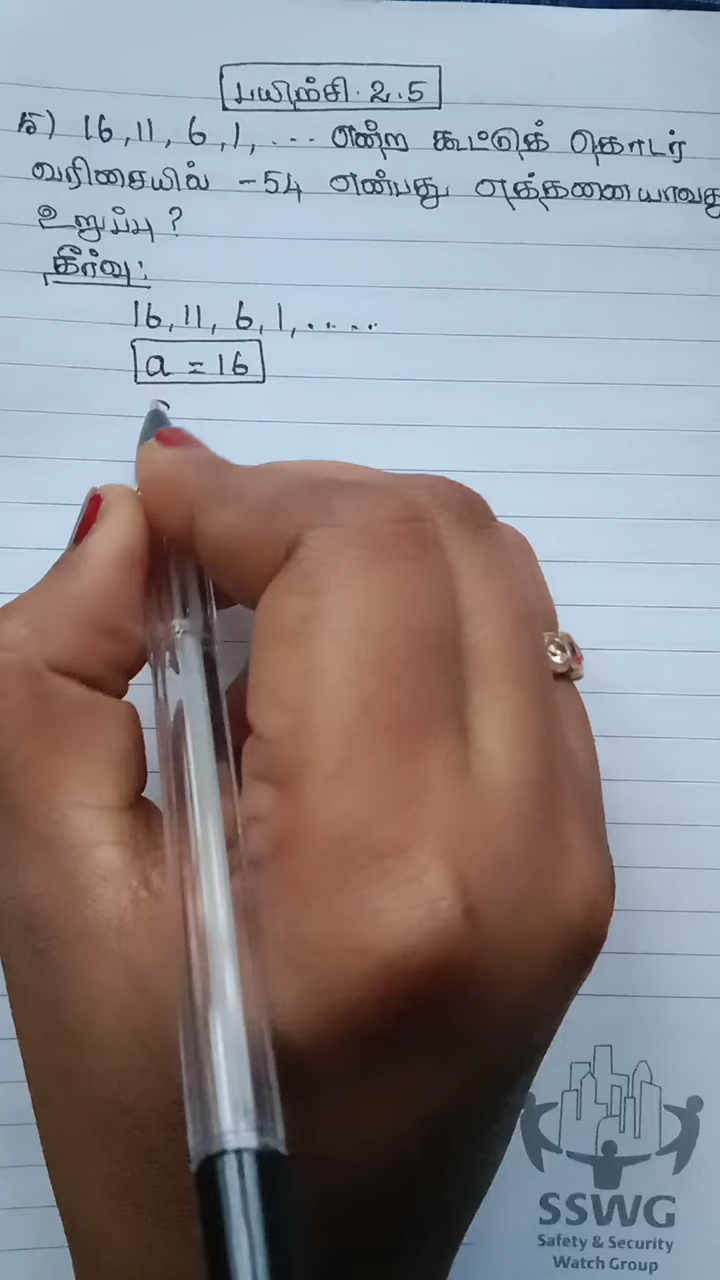 பயிற்சி. 2.5
5) 16, 11, 6, 1, ... என்ற கூட்டுத் தொடர்
வரிசையில் -54 என்பது எத்தனையாவது
உறுப்பு?
தீர்வு:
16, 11, 6, 1, .....
a = 16
SSWG
Safety & Security
Watch Group